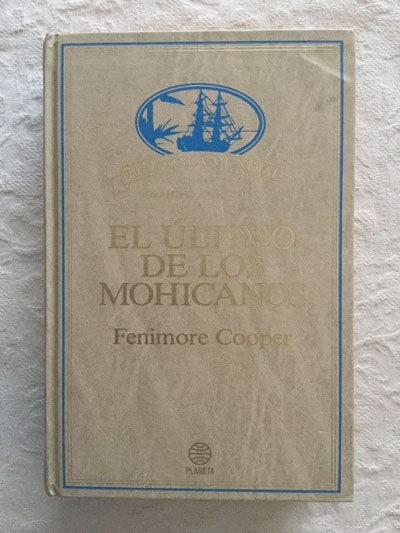 EL ULTIMO
DE LOS
MOHICANOS
Fenimore Cooper
PLANETA